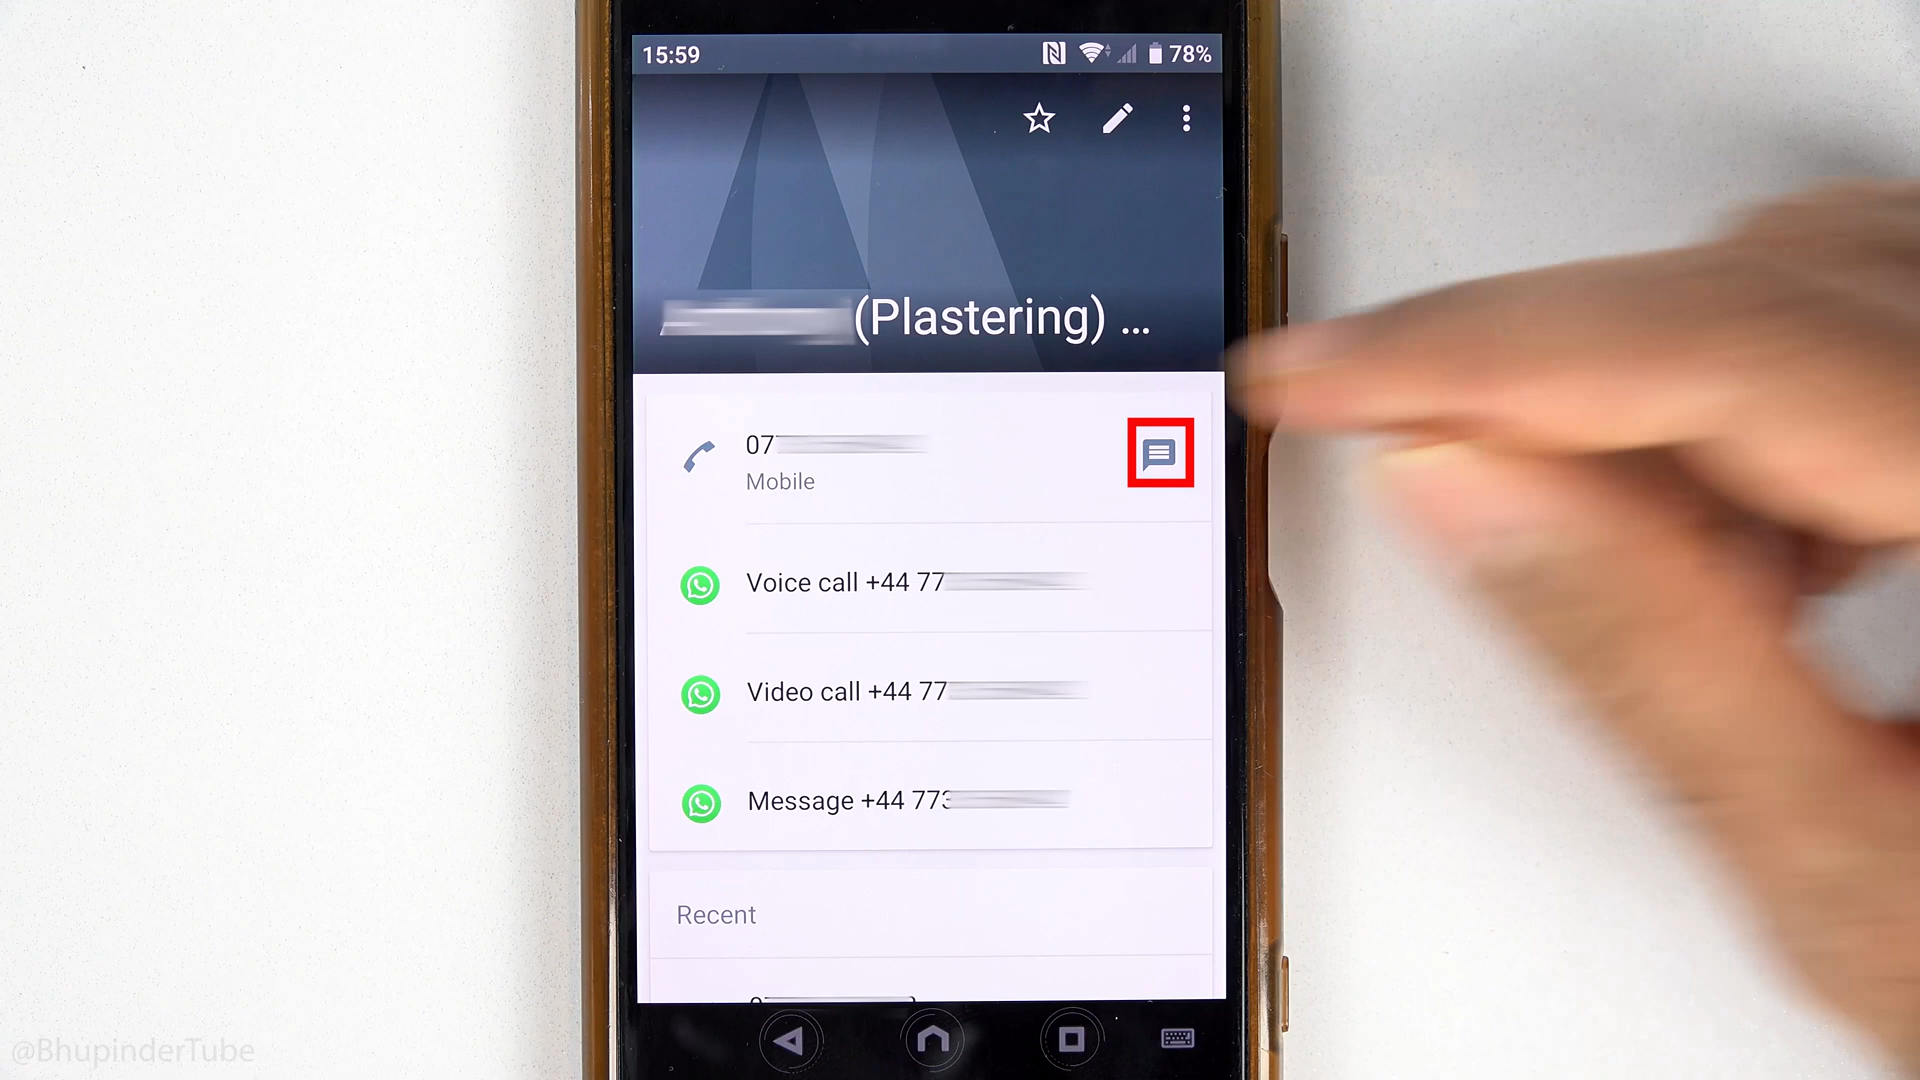 15:59
78%
(Plastering) ...
07
Mobile
Voice call +44 77
Video call +44 77
Message +44 773
Recent
@BhupinderTube